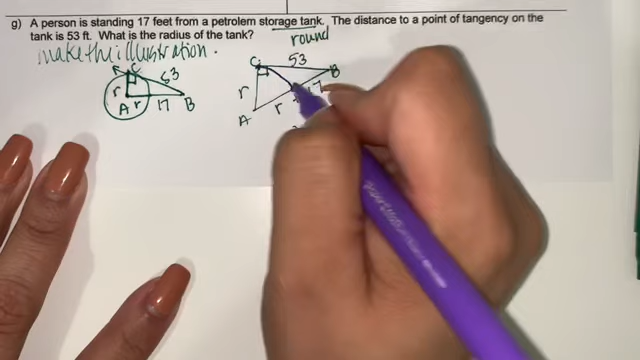 g) A person is standing 17 feet from a petrolem storage tank. The distance to a point of tangency on the
tank is 53 ft. What is the radius of the tank?
round
make the illustration.
C 53
r
A r 17 B
C 53 B
r
r
A